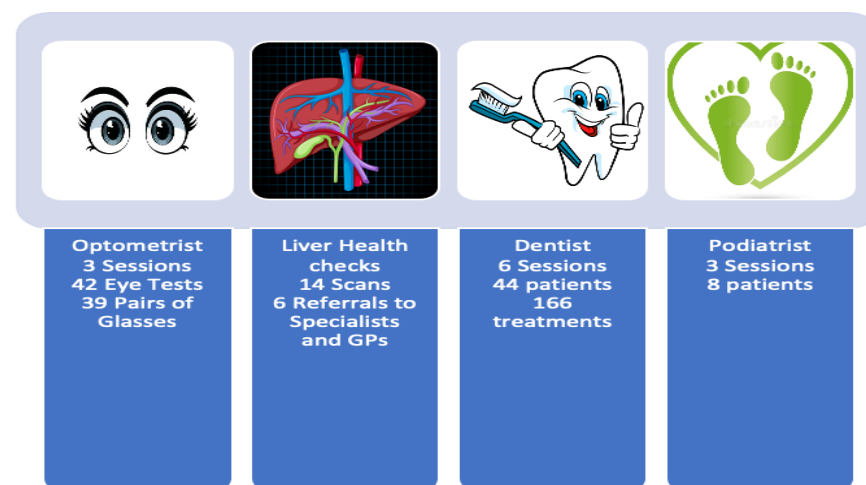 Optometrist
3 Sessions
42 Eye Tests
39 Pairs of
Glasses
Liver Health
checks
14 Scans
6 Referrals to
Specialists
and GPs
Dentist
6 Sessions
44 patients
166
treatments
Podiatrist
3 Sessions
8 patients